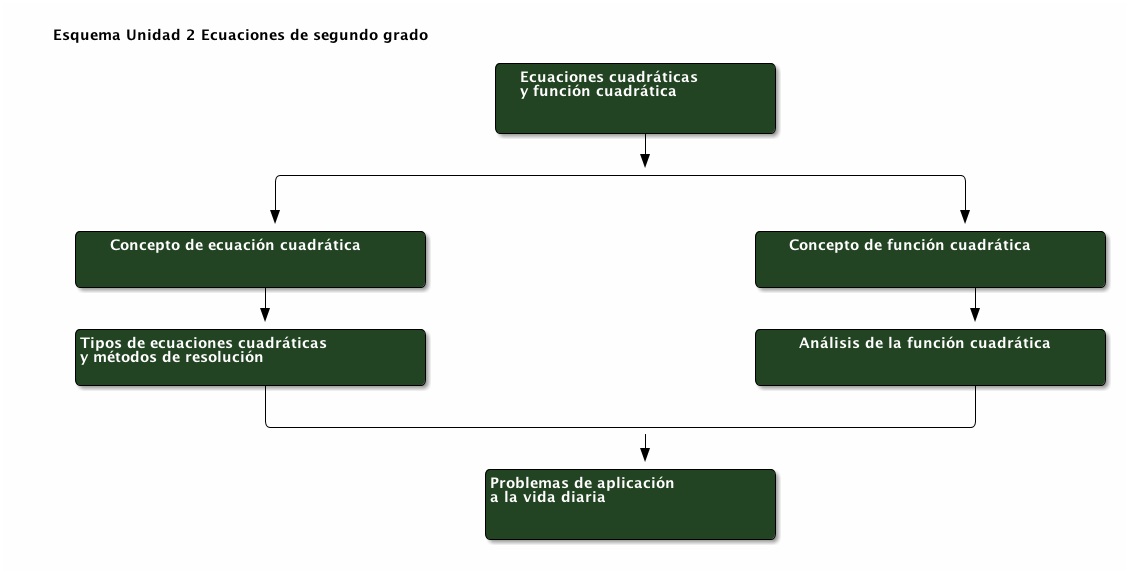 Esquema Unidad 2 Ecuaciones de segundo grado
Ecuaciones cuadráticas
y función cuadrática
Concepto de ecuación cuadrática
Concepto de función cuadrática
Tipos de ecuaciones cuadráticas
y métodos de resolución
Análisis de la función cuadrática
Problemas de aplicación
a la vida diaria